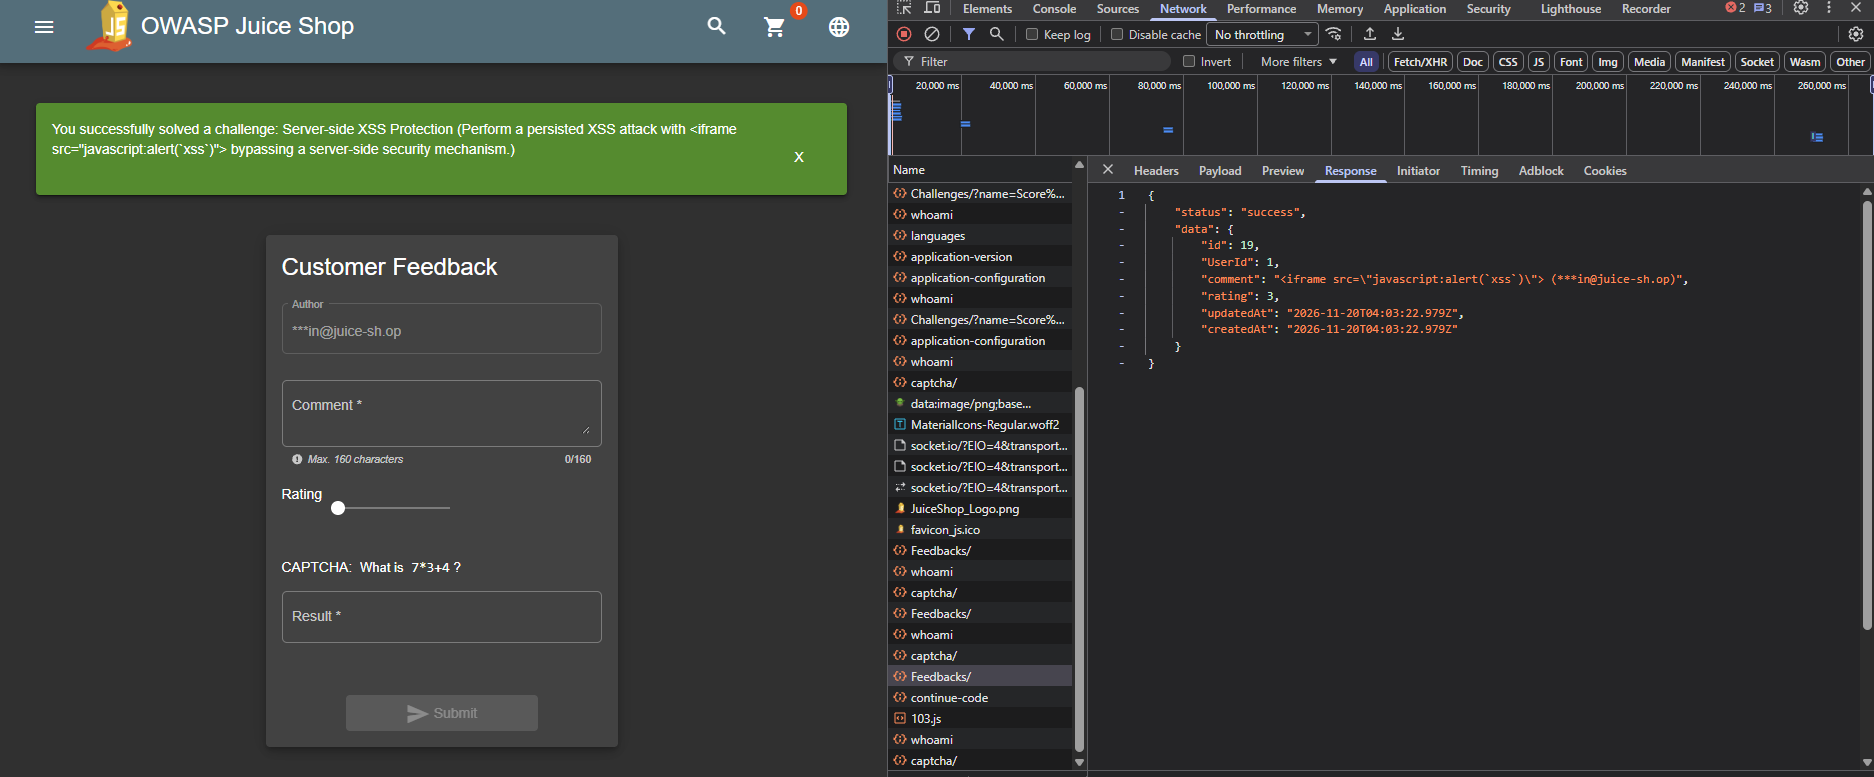 OWASP Juice Shop
0
You successfully solved a challenge: Server-side XSS Protection (Perform a persisted XSS attack with <iframe
src="javascript:alert(`xss`)"> bypassing a server-side security mechanism.)
X
Customer Feedback
Author
***in@juice-sh.op
Comment *
Max. 160 characters
0/160
Rating
CAPTCHA: What is 7*3+4 ?
Result *
Submit
Elements Console Sources Network Performance Memory Application Security Lighthouse Recorder 2 3
Keep log Disable cache No throttling
Filter Invert More filters All Fetch/XHR Doc CSS JS Font Img Media Manifest Socket Wasm Other
20,000 ms 40,000 ms 60,000 ms 80,000 ms 100,000 ms 120,000 ms 140,000 ms 160,000 ms 180,000 ms 200,000 ms 220,000 ms 240,000 ms 260,000 ms
Name
Challenges/?name=Score%...
whoami
languages
application-version
application-configuration
whoami
Challenges/?name=Score%...
application-configuration
whoami
captcha/
data:image/png;base...
MaterialIcons-Regular.woff2
socket.io/?EIO=4&transport...
socket.io/?EIO=4&transport...
socket.io/?EIO=4&transport...
JuiceShop_Logo.png
favicon_js.ico
Feedbacks/
whoami
captcha/
Feedbacks/
whoami
captcha/
Feedbacks/
continue-code
103.js
whoami
captcha/
Headers Payload Preview Response Initiator Timing Adblock Cookies
1 {
- "status": "success",
- "data": {
- "id": 19,
- "UserId": 1,
- "comment": "<iframe src=\"javascript:alert(`xss`)\"> (***in@juice-sh.op)",
- "rating": 3,
- "updatedAt": "2026-11-20T04:03:22.979Z",
- "createdAt": "2026-11-20T04:03:22.979Z"
- }
- }